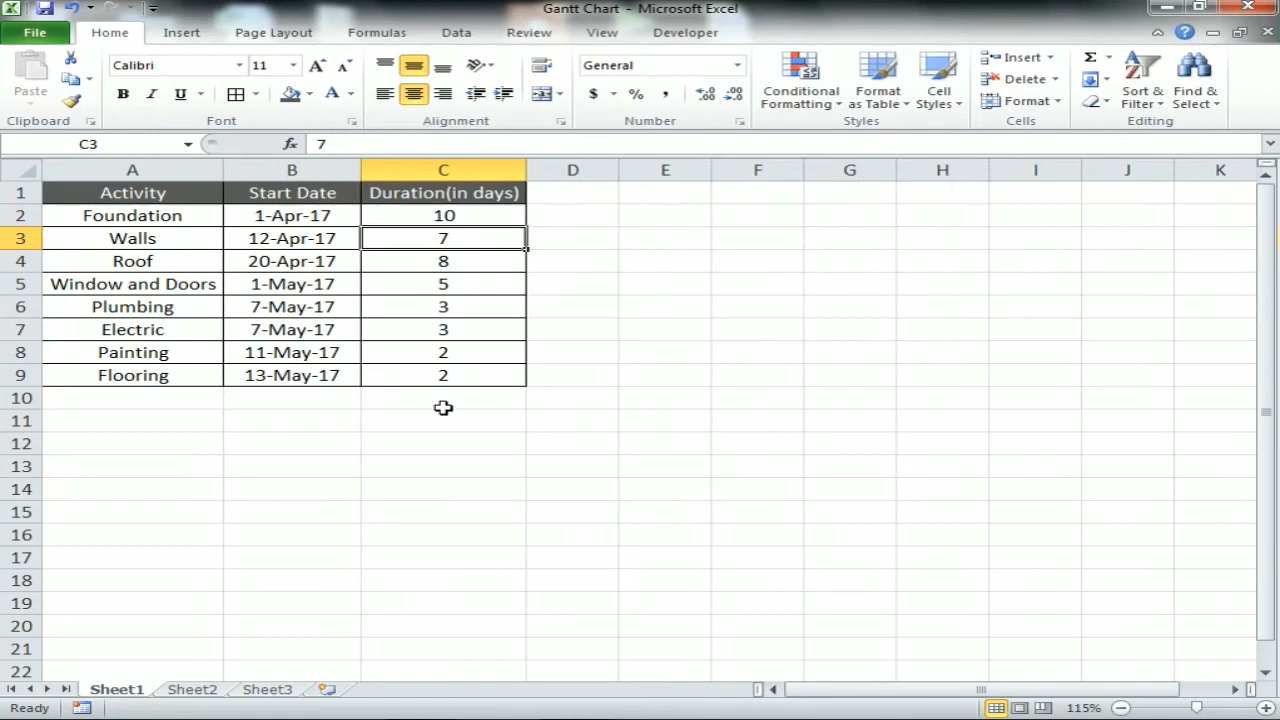 Gantt Chart - Microsoft Excel
File Home Insert Page Layout Formulas Data Review View Developer
Calibri 11 General
Paste
B I U $ % ,
Conditional Formatting Format as Table Cell Styles
Insert
Delete
Format
Σ
Sort & Filter Find & Select
Clipboard Font Alignment Number Styles Cells Editing
C3 fx 7
A B C D E F G H I J K
1 Activity Start Date Duration(in days)
2 Foundation 1-Apr-17 10
3 Walls 12-Apr-17 7
4 Roof 20-Apr-17 8
5 Window and Doors 1-May-17 5
6 Plumbing 7-May-17 3
7 Electric 7-May-17 3
8 Painting 11-May-17 2
9 Flooring 13-May-17 2
10
11
12
13
14
15
16
17
18
19
20
21
22
Sheet1 Sheet2 Sheet3
Ready 115%